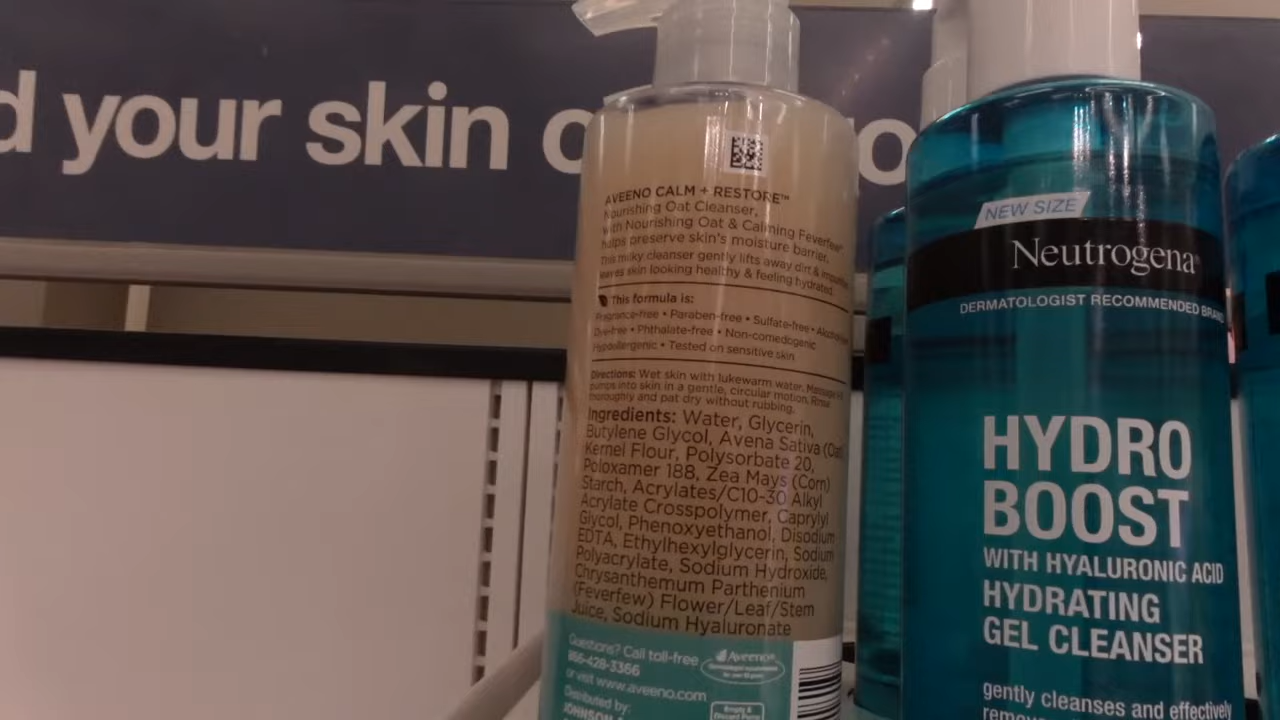 d your skin
AVEENO CALM + RESTORE™
Nourishing Oat Cleanser,
with Nourishing Oat & Calming Feverfew
helps preserve skin's moisture barrier.
This milky cleanser gently lifts away dirt &
leaves skin looking healthy & feeling hydrated.
This formula is:
Fragrance-free • Paraben-free • Sulfate-free •
Dye-free • Phthalate-free • Non-comedogenic
Hypoallergenic • Tested on sensitive skin
Directions: Wet skin with lukewarm water. Massage
pumps into skin in a gentle, circular motion. Rinse
thoroughly and pat dry without rubbing.
Ingredients: Water, Glycerin,
Butylene Glycol, Avena Sativa (Oat)
Kernel Flour, Polysorbate 20,
Poloxamer 188, Zea Mays (Corn)
Starch, Acrylates/C10-30 Alkyl
Acrylate Crosspolymer, Caprylyl
Glycol, Phenoxyethanol, Disodium
EDTA, Ethylhexylglycerin, Sodium
Polyacrylate, Sodium Hydroxide,
Chrysanthemum Parthenium
(Feverfew) Flower/Leaf/Stem
Juice, Sodium Hyaluronate
Questions? Call toll-free
866-428-3366
or visit www.aveeno.com
Distributed by:
JOHNSON
Aveeno®
Empty &
NEW SIZE
Neutrogena®
DERMATOLOGIST RECOMMENDED BRAND
HYDRO
BOOST
WITH HYALURONIC ACID
HYDRATING
GEL CLEANSER
gently cleanses and effectively